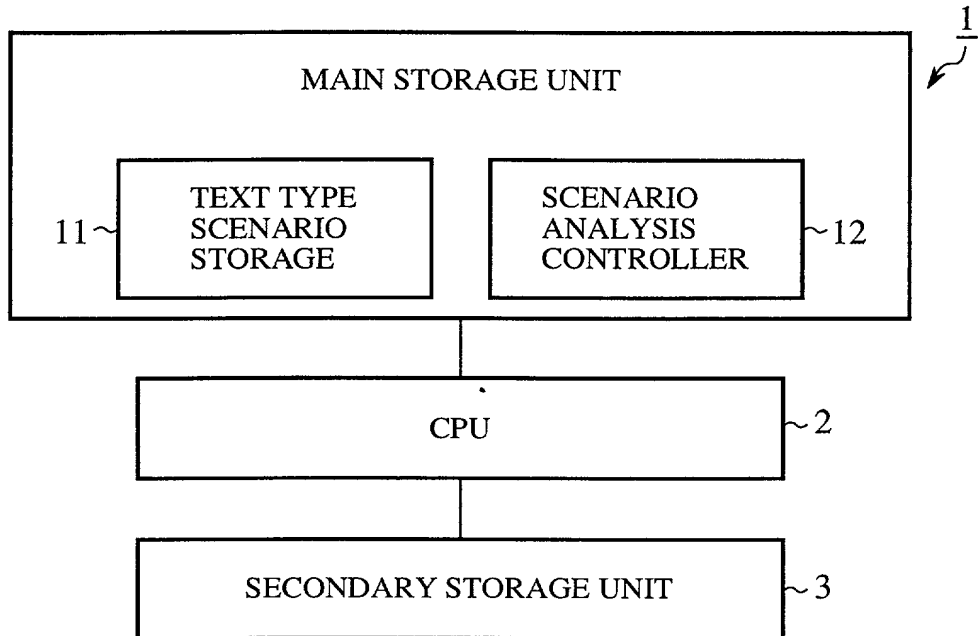 1
MAIN STORAGE UNIT
TEXT TYPE
SCENARIO
STORAGE
11
SCENARIO
ANALYSIS
CONTROLLER
12
CPU
2
SECONDARY STORAGE UNIT
3